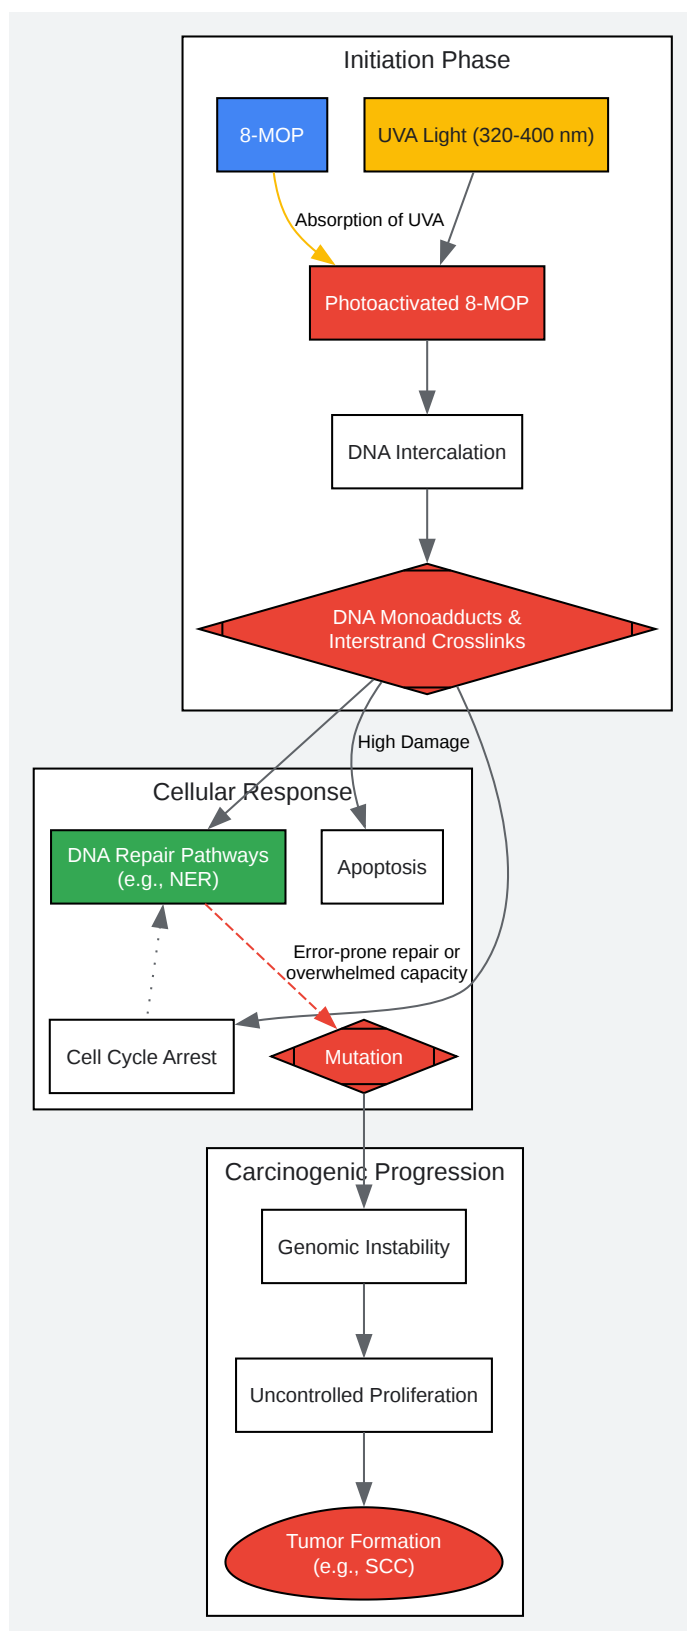 Initiation Phase
8-MOP
UVA Light (320-400 nm)
Absorption of UVA
Photoactivated 8-MOP
DNA Intercalation
DNA Monoadducts &
Interstrand Crosslinks
High Damage
Cellular Response
DNA Repair Pathways
(e.g., NER)
Apoptosis
Error-prone repair or
overwhelmed capacity
Cell Cycle Arrest
Mutation
Carcinogenic Progression
Genomic Instability
Uncontrolled Proliferation
Tumor Formation
(e.g., SCC)